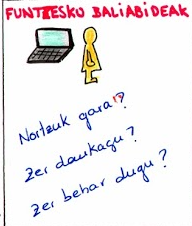 FUNTZESKO BALIABIDEAK
Nortzuk gara?
Zer daukagu?
Zer behar dugu?